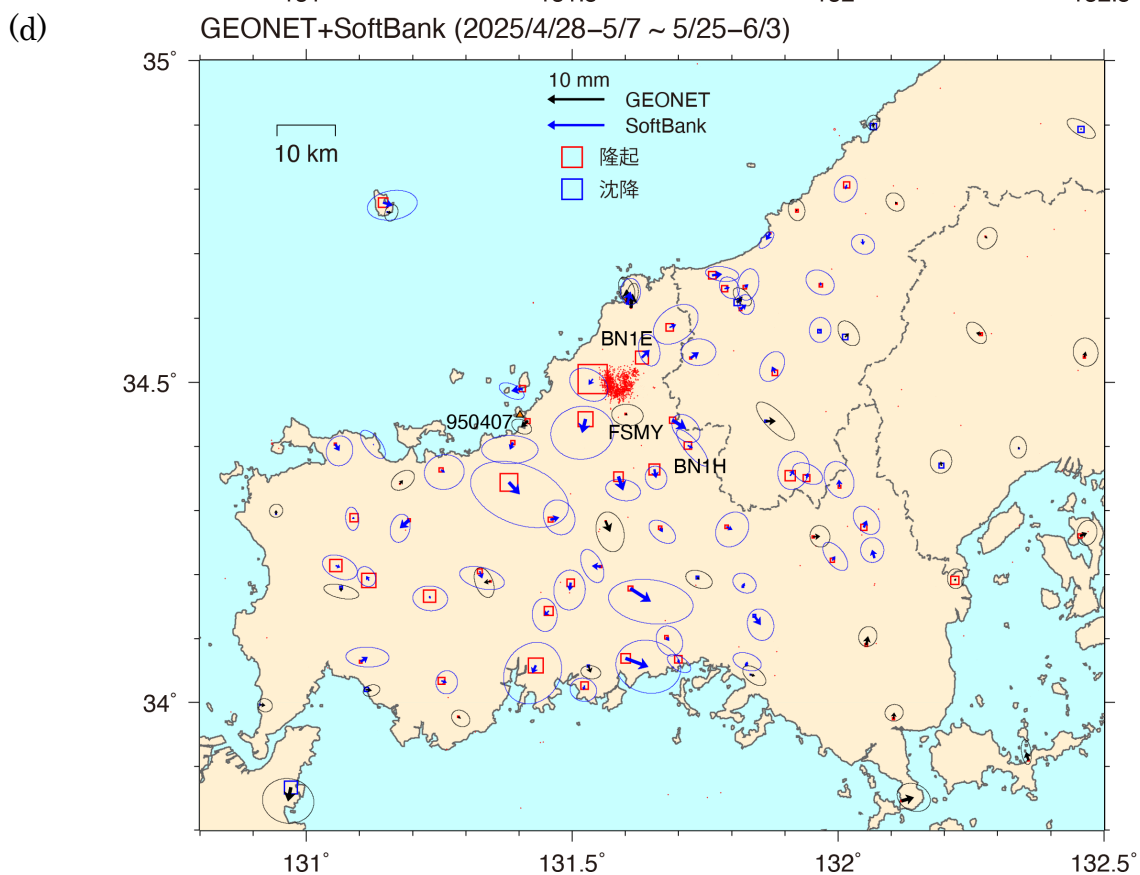 (d)
GEONET+SoftBank (2025/4/28−5/7 ~ 5/25−6/3)
35°
10 mm
GEONET
SoftBank
10 km
隆起
沈降
BN1E
34.5°
950407
FSMY
BN1H
34°
131°
131.5°
132°
132.5°